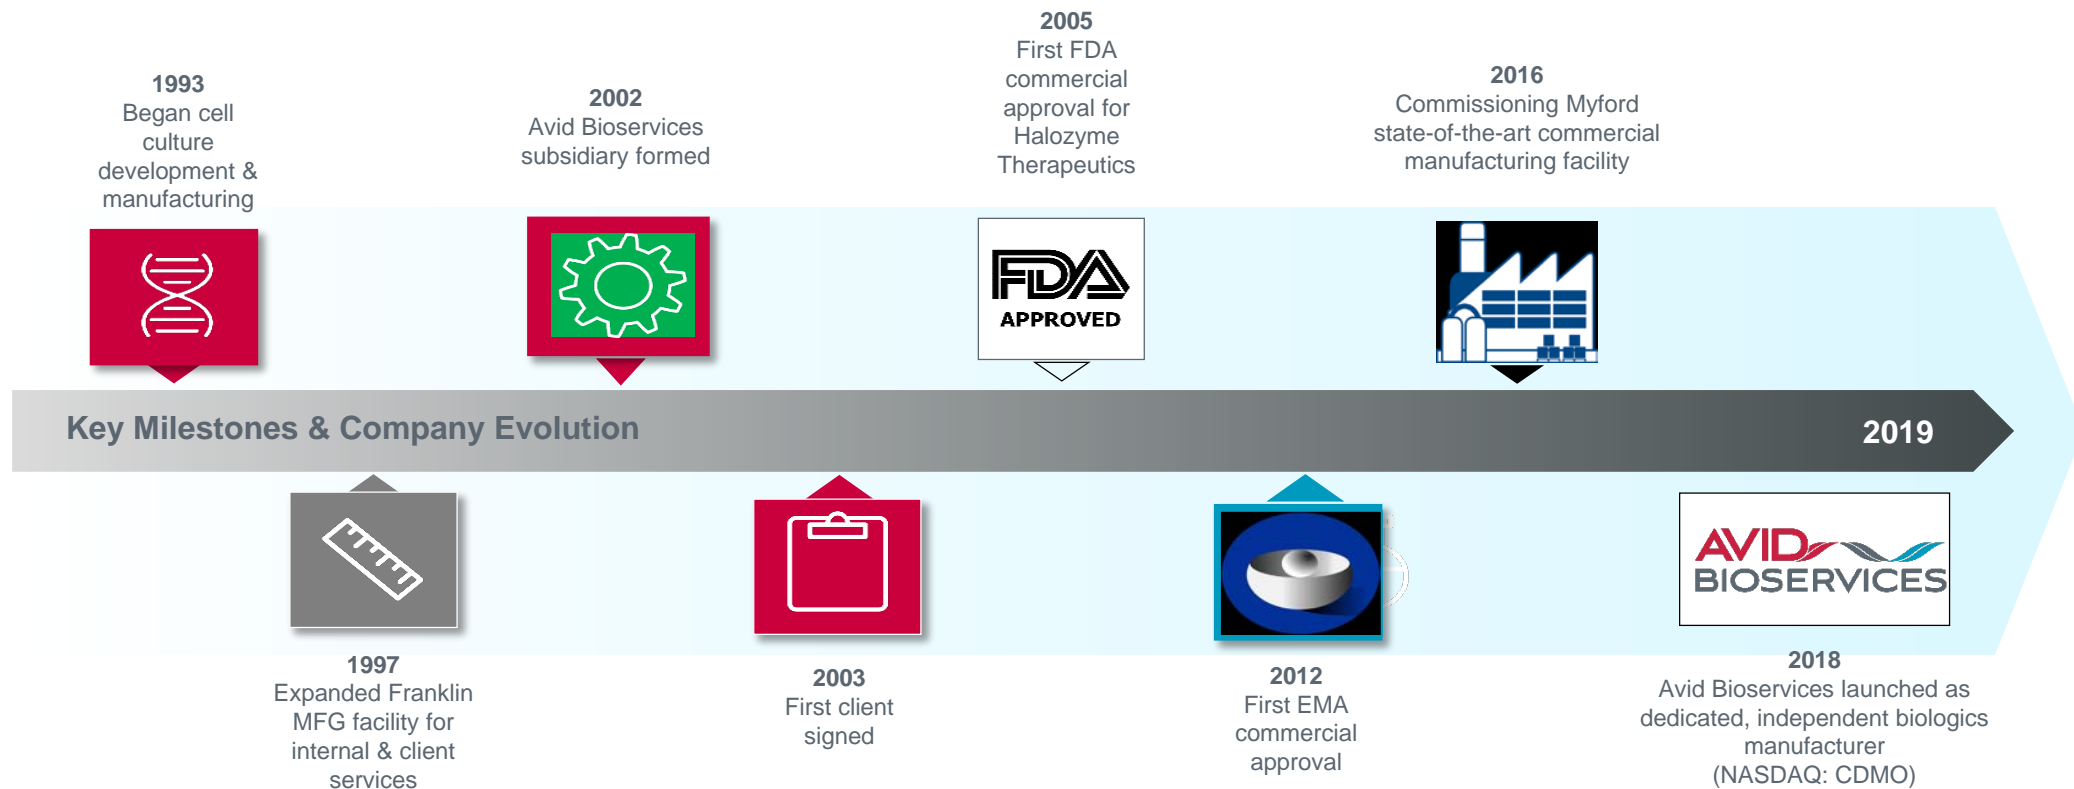 1993
Began cell
culture
development &
manufacturing
2002
Avid Bioservices
subsidiary formed
2005
First FDA
commercial
approval for
Halozyme
Therapeutics
2016
Commissioning Myford
state-of-the-art commercial
manufacturing facility
FDA
APPROVED
Key Milestones & Company Evolution
2019
AVID
BIOSERVICES
1997
Expanded Franklin
MFG facility for
internal & client
services
2003
First client
signed
2012
First EMA
commercial
approval
2018
Avid Bioservices launched as
dedicated, independent biologics
manufacturer
(NASDAQ: CDMO)